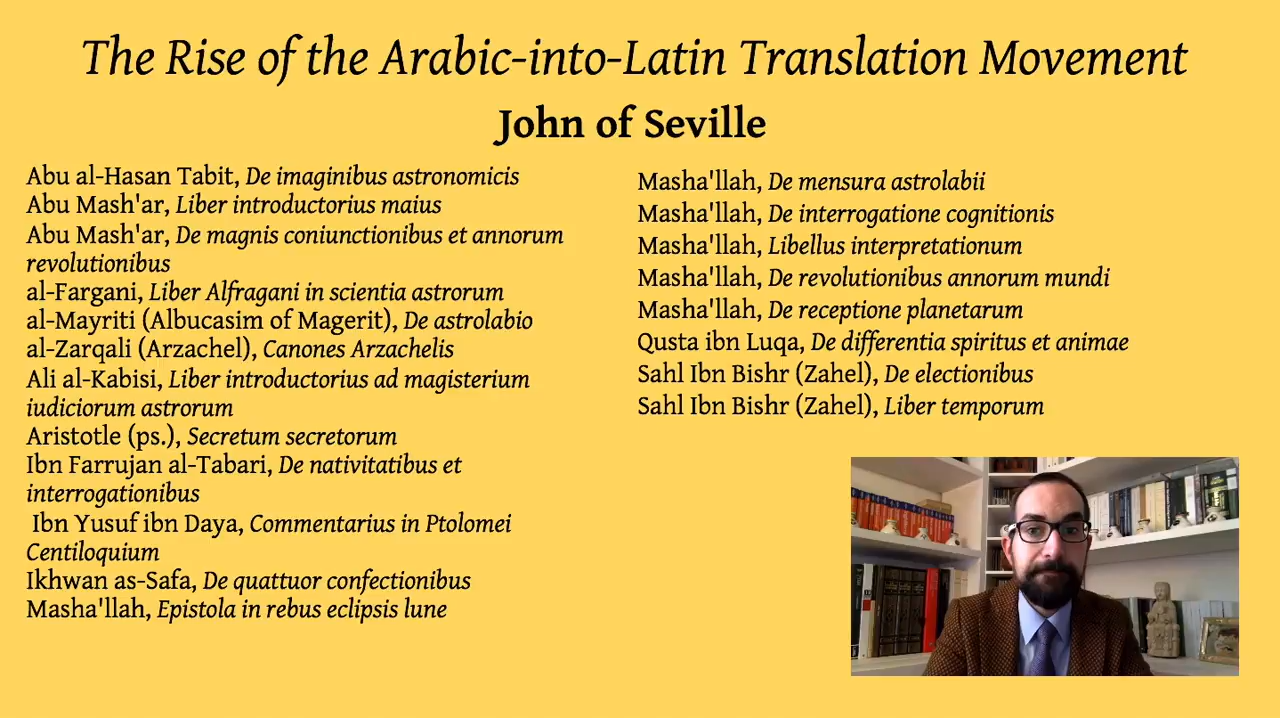 The Rise of the Arabic-into-Latin Translation Movement
John of Seville
Abu al-Hasan Tabit, De imaginibus astronomicis
Abu Mash'ar, Liber introductorius maius
Abu Mash'ar, De magnis coniunctionibus et annorum
revolutionibus
al-Fargani, Liber Alfragani in scientia astrorum
al-Mayriti (Albucasim of Magerit), De astrolabio
al-Zarqali (Arzachel), Canones Arzachelis
Ali al-Kabisi, Liber introductorius ad magisterium
iudiciorum astrorum
Aristotle (ps.), Secretum secretorum
Ibn Farrujan al-Tabari, De nativitatibus et
interrogationibus
Ibn Yusuf ibn Daya, Commentarius in Ptolomei
Centiloquium
Ikhwan as-Safa, De quattuor confectionibus
Masha'llah, Epistola in rebus eclipsis lune
Masha'llah, De mensura astrolabii
Masha'llah, De interrogatione cognitionis
Masha'llah, Libellus interpretationum
Masha'llah, De revolutionibus annorum mundi
Masha'llah, De receptione planetarum
Qusta ibn Luqa, De differentia spiritus et animae
Sahl Ibn Bishr (Zahel), De electionibus
Sahl Ibn Bishr (Zahel), Liber temporum